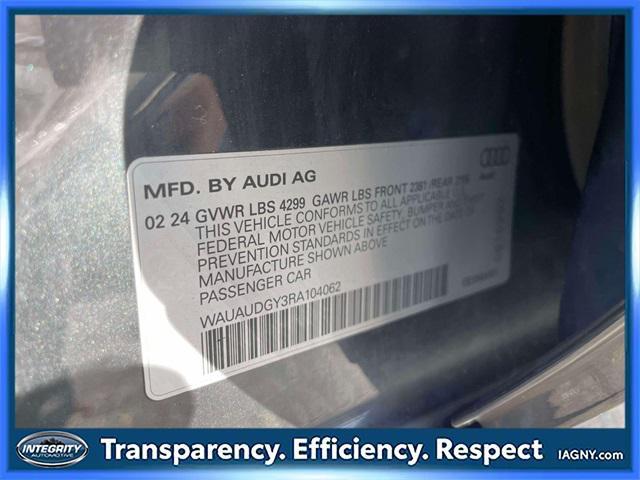 MFD. BY AUDI AG
02 24 GVWR LBS 4299 GAWR LBS FRONT 2381 /REAR
THIS VEHICLE CONFORMS TO ALL APPLICABLE U.S.
FEDERAL MOTOR VEHICLE SAFETY, BUMPER AND THEFT
PREVENTION STANDARDS IN EFFECT ON THE DATE OF
MANUFACTURE SHOWN ABOVE.
PASSENGER CAR
WAUAUDGY3RA104062
Audi
INTEGRITY
AUTOMOTIVE
Transparency. Efficiency. Respect
IAGNY.com